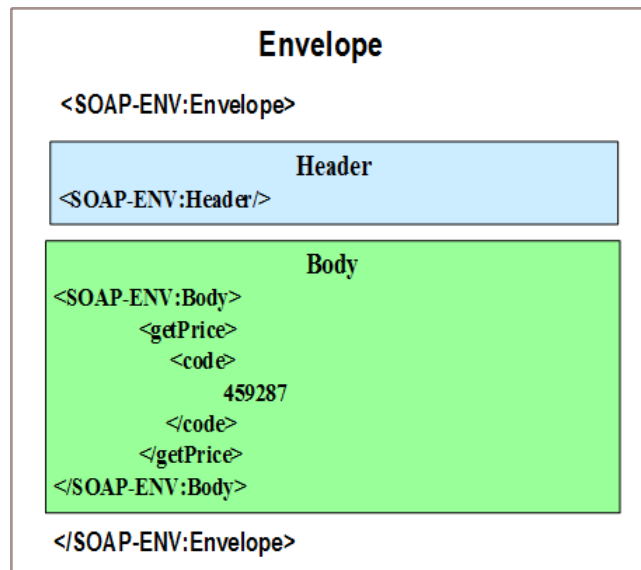 Envelope
<SOAP-ENV:Envelope>
Header
<SOAP-ENV:Header/>
Body
<SOAP-ENV:Body>
<getPrice>
<code>
459287
</code>
</getPrice>
</SOAP-ENV:Body>
</SOAP-ENV:Envelope>